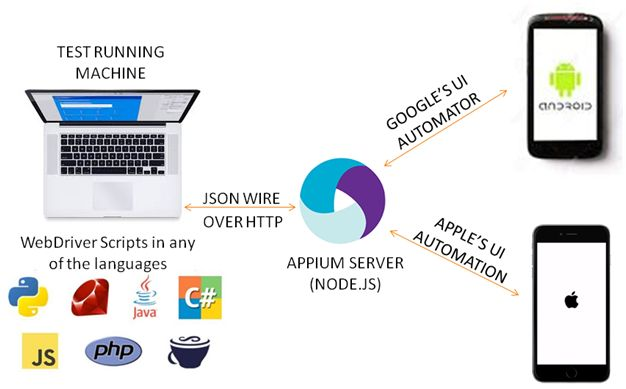 TEST RUNNING
MACHINE
GOOGLE'S UI
AUTOMATOR
ANDROID
JSON WIRE
OVER HTTP
WebDriver Scripts in any
of the languages
APPIUM SERVER
(NODE.JS)
APPLE'S UI
AUTOMATION
Java
C#
JS
php